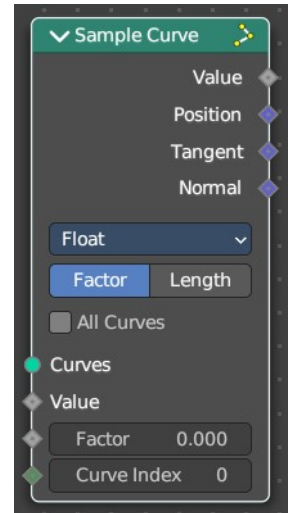 Sample Curve
Value
Position
Tangent
Normal
Float
Factor Length
All Curves
Curves
Value
Factor 0.000
Curve Index 0